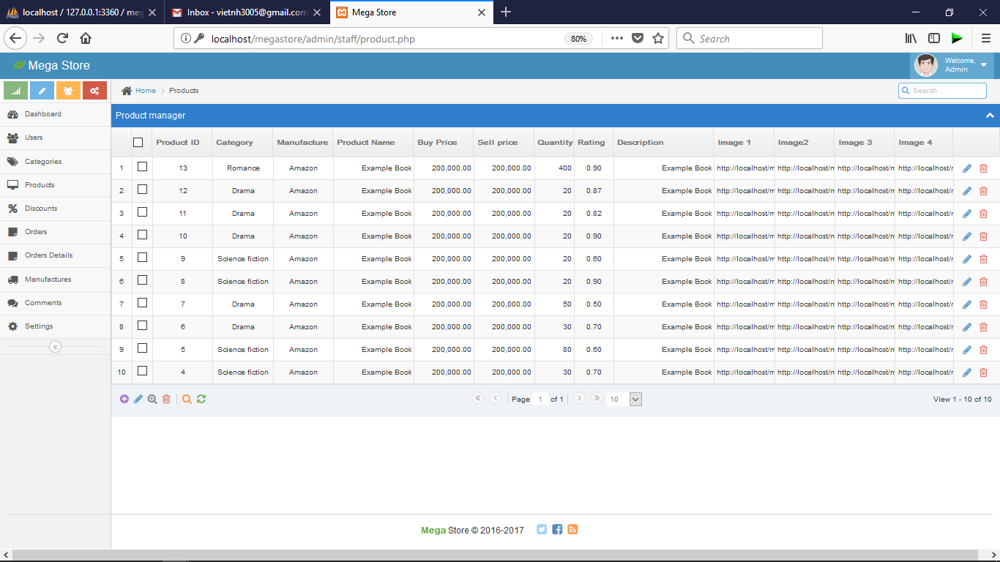 localhost / 127.0.0.1:3360 / meg
Inbox - vietnh3005@gmail.com
Mega Store
localhost/megastore/admin/staff/product.php
80%
Search
Mega Store
Welcome,
Admin
Home
Products
Search ...
Dashboard
Users
Categories
Products
Discounts
Orders
Orders Details
Manufactures
Comments
Settings
Product manager
Product ID Category Manufacture Product Name Buy Price Sell price Quantity Rating Description Image 1 Image2 Image 3 Image 4
1 13 Romance Amazon Example Book 200,000.00 200,000.00 400 0.90 Example Book http://localhost/m http://localhost/m http://localhost/m http://localhost/r
2 12 Drama Amazon Example Book 200,000.00 200,000.00 20 0.87 Example Book http://localhost/m http://localhost/m http://localhost/m http://localhost/r
3 11 Drama Amazon Example Book 200,000.00 200,000.00 20 0.82 Example Book http://localhost/m http://localhost/m http://localhost/m http://localhost/r
4 10 Drama Amazon Example Book 200,000.00 200,000.00 20 0.90 Example Book http://localhost/m http://localhost/m http://localhost/m http://localhost/r
5 9 Science fiction Amazon Example Book 200,000.00 200,000.00 20 0.60 Example Book http://localhost/m http://localhost/m http://localhost/m http://localhost/r
6 8 Science fiction Amazon Example Book 200,000.00 200,000.00 20 0.90 Example Book http://localhost/m http://localhost/m http://localhost/m http://localhost/r
7 7 Drama Amazon Example Book 200,000.00 200,000.00 50 0.50 Example Book http://localhost/m http://localhost/m http://localhost/m http://localhost/r
8 6 Drama Amazon Example Book 200,000.00 200,000.00 30 0.70 Example Book http://localhost/m http://localhost/m http://localhost/m http://localhost/r
9 5 Science fiction Amazon Example Book 200,000.00 200,000.00 80 0.60 Example Book http://localhost/m http://localhost/m http://localhost/m http://localhost/r
10 4 Science fiction Amazon Example Book 200,000.00 200,000.00 30 0.70 Example Book http://localhost/m http://localhost/m http://localhost/m http://localhost/r
Page 1 of 1
10
View 1 - 10 of 10
Mega Store © 2016-2017